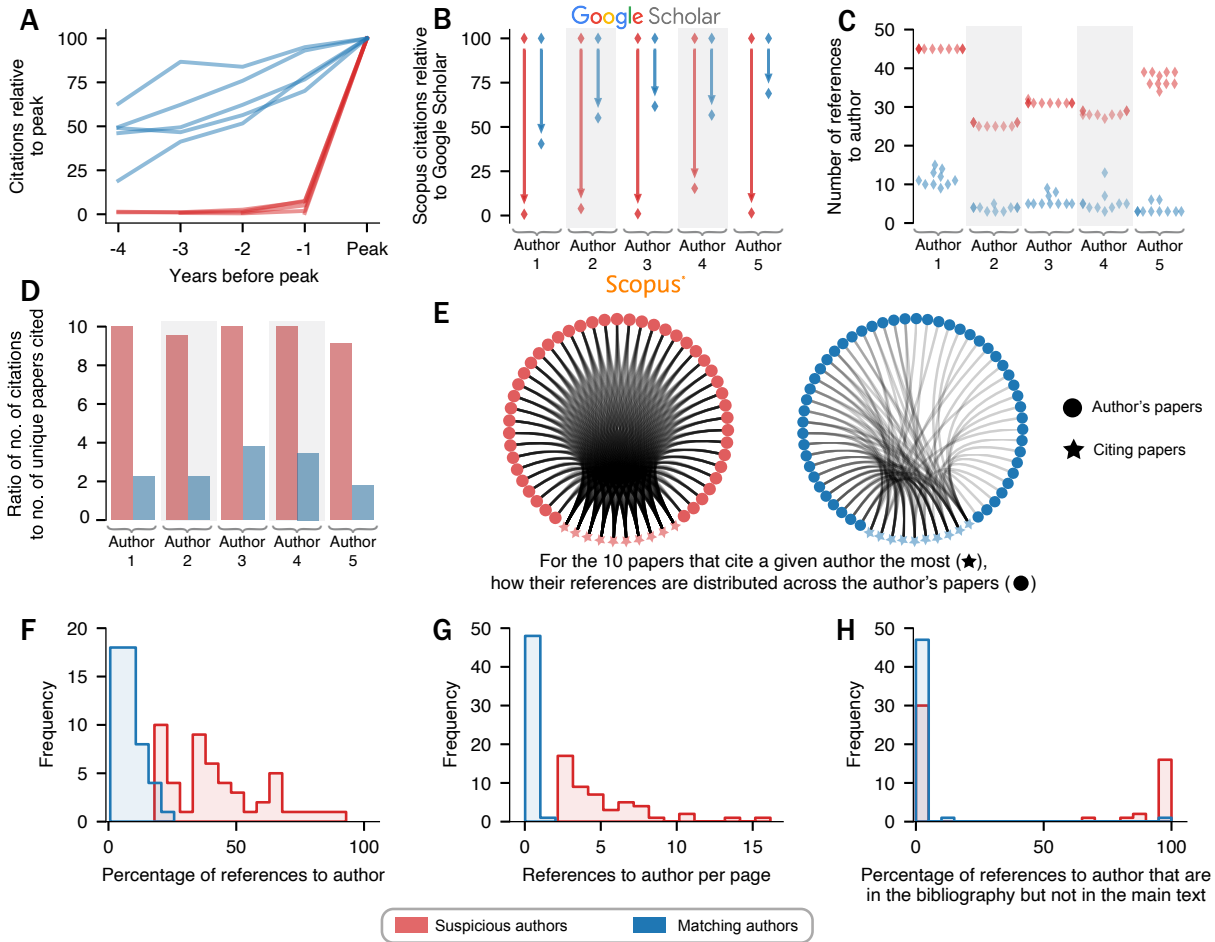 A
Citations relative
to peak
100
75
50
25
0
-4
-3
-2
-1
Peak
Years before peak
B
Google Scholar
Scopus citations relative
to Google Scholar
100
75
50
25
0
Author
1
Author
2
Author
3
Author
4
Author
5
Scopus
C
Number of references
to author
50
40
30
20
10
0
Author
1
Author
2
Author
3
Author
4
Author
5
D
Ratio of no. of citations
to no. of unique papers cited
10
8
6
4
2
0
Author
1
Author
2
Author
3
Author
4
Author
5
E
Author's papers
Citing papers
For the 10 papers that cite a given author the most (★),
how their references are distributed across the author's papers (●)
F
Frequency
20
15
10
5
0
0
50
100
Percentage of references to author
G
Frequency
50
40
30
20
10
0
0
5
10
15
References to author per page
H
Frequency
50
40
30
20
10
0
0
50
100
Percentage of references to author that are
in the bibliography but not in the main text
Suspicious authors
Matching authors